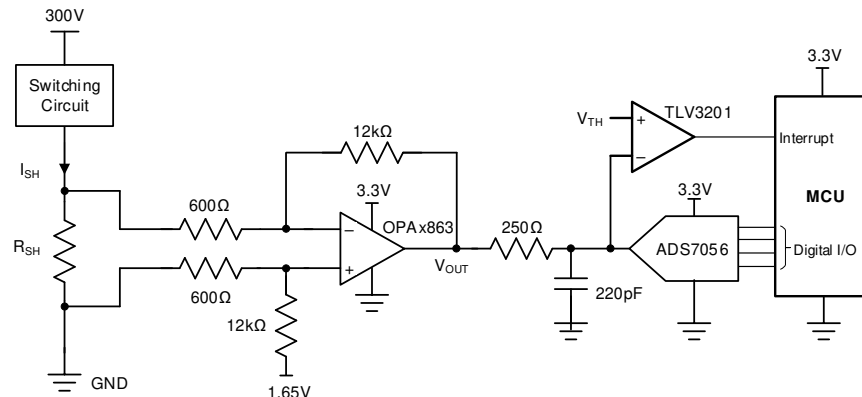 300V
Switching
Circuit
I_SH
R_SH
GND
600Ω
600Ω
12kΩ
12kΩ
1.65V
3.3V
OPAx863
V_OUT
250Ω
220pF
V_TH
TLV3201
3.3V
ADS7056
3.3V
Interrupt
MCU
Digital I/O